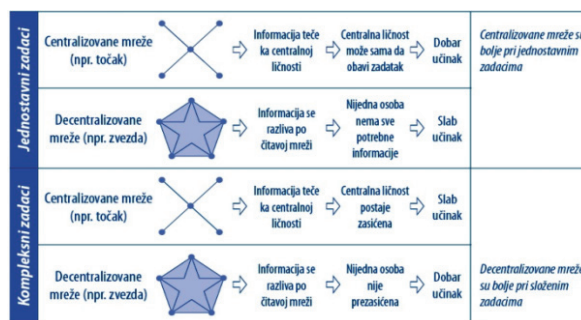 Jednostavni zadaci
Centralizovane mreže
(npr. točak)
Informacija teče
ka centralnoj
ličnosti
Centralna ličnost
može sama da
obavi zadatak
Dobar
učinak
Centralizovane mreže su
bolje pri jednostavnim
zadacima
Decentralizovane
mreže (npr. zvezda)
Informacija se
razliva po
čitavoj mreži
Nijedna osoba
nema sve
potrebne
informacije
Slab
učinak
Kompleksni zadaci
Centralizovane mreže
(npr. točak)
Informacija teče
ka centralnoj
ličnosti
Centralna ličnost
postaje
zasićena
Slab
učinak
Decentralizovane
mreže (npr. zvezda)
Informacija se
razliva po
čitavoj mreži
Nijedna osoba
nije
prezasićena
Dobar
učinak
Decentralizovane mreže
su bolje pri složenim
zadacima